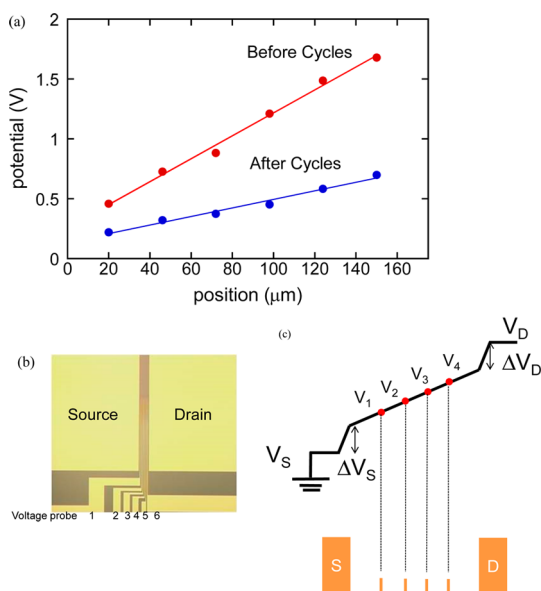 (a)
2
1.5
1
0.5
0
potential (V)
Before Cycles
After Cycles
0 20 40 60 80 100 120 140 160
position (μm)
(b)
Source Drain
Voltage probe 1 2 3 4 5 6
(c)
V_D
ΔV_D
V_1 V_2 V_3 V_4
V_S
ΔV_S
S D